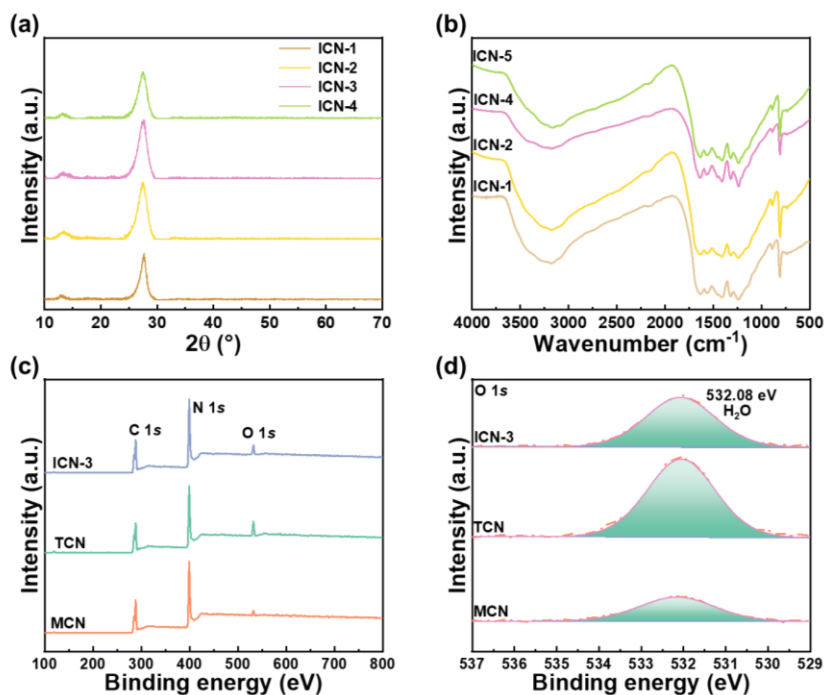 (a)
ICN-1
ICN-2
ICN-3
ICN-4
Intensity (a.u.)
10 20 30 40 50 60 70
2θ (°)
(b)
ICN-5
ICN-4
ICN-2
ICN-1
Intensity (a.u.)
4000 3500 3000 2500 2000 1500 1000 500
Wavenumber (cm⁻¹)
(c)
C 1s
N 1s
O 1s
ICN-3
TCN
MCN
Intensity (a.u.)
100 200 300 400 500 600 700 800
Binding energy (eV)
(d)
O 1s
532.08 eV
H₂O
ICN-3
TCN
MCN
Intensity (a.u.)
537 536 535 534 533 532 531 530 529
Binding energy (eV)